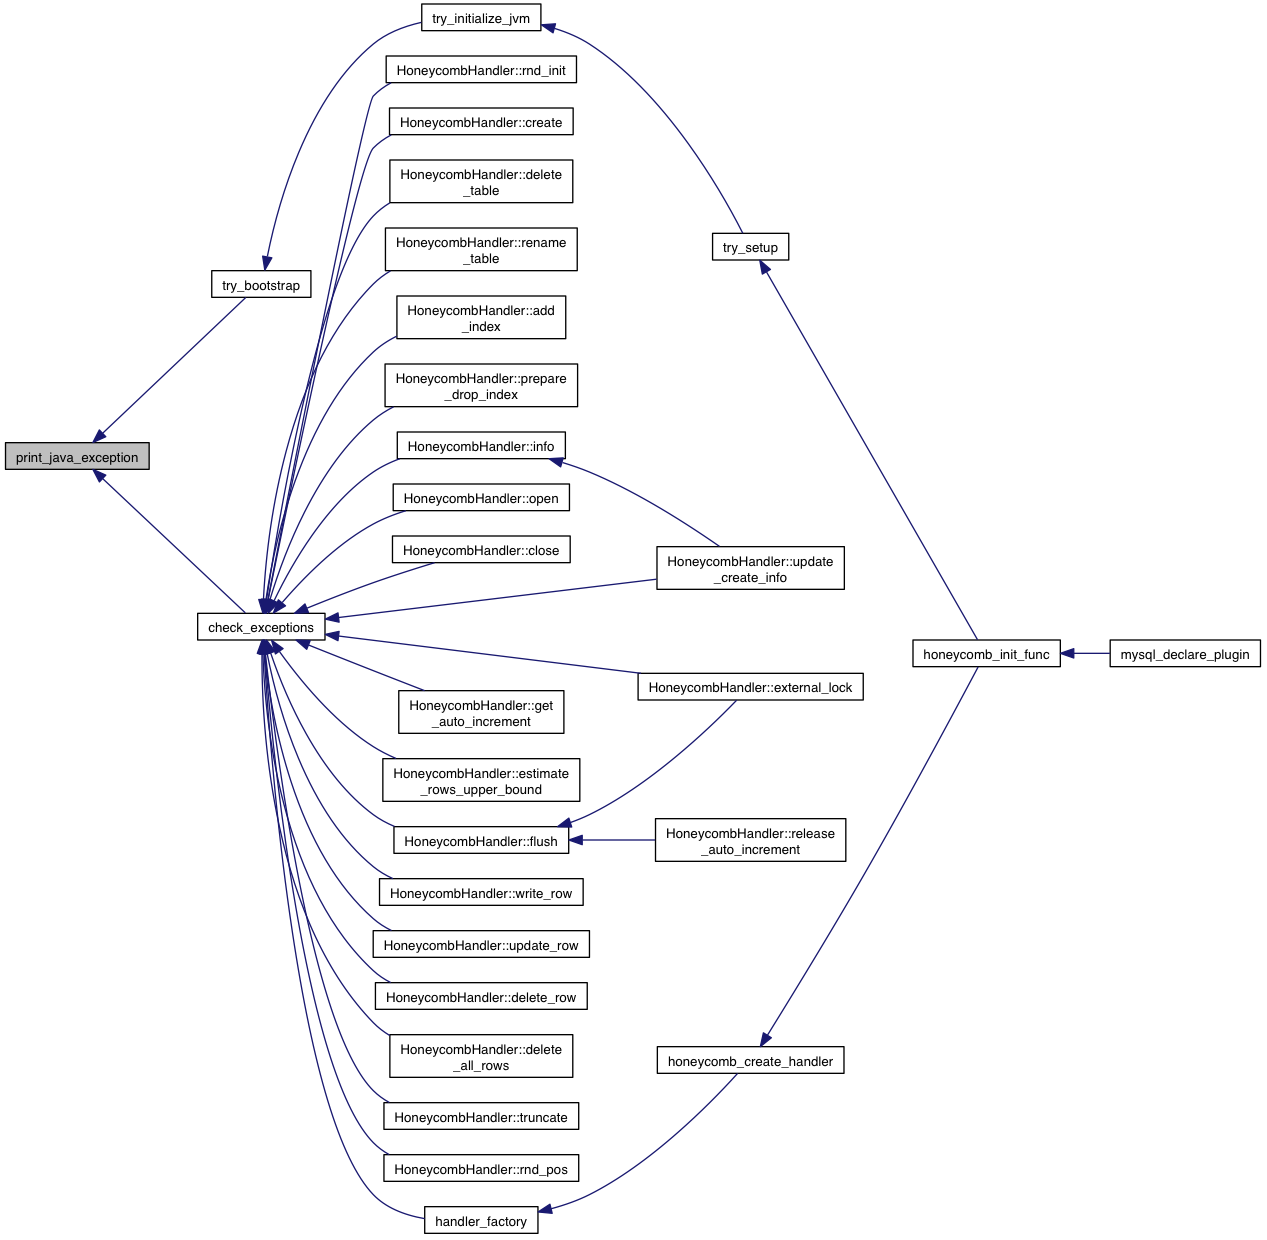 try_initialize_jvm
HoneycombHandler::rnd_init
HoneycombHandler::create
HoneycombHandler::delete
_table
HoneycombHandler::rename
_table
try_setup
try_bootstrap
HoneycombHandler::add
_index
HoneycombHandler::prepare
_drop_index
HoneycombHandler::info
print_java_exception
HoneycombHandler::open
HoneycombHandler::close
HoneycombHandler::update
_create_info
check_exceptions
honeycomb_init_func
mysql_declare_plugin
HoneycombHandler::external_lock
HoneycombHandler::get
_auto_increment
HoneycombHandler::estimate
_rows_upper_bound
HoneycombHandler::flush
HoneycombHandler::release
_auto_increment
HoneycombHandler::write_row
HoneycombHandler::update_row
HoneycombHandler::delete_row
HoneycombHandler::delete
_all_rows
honeycomb_create_handler
HoneycombHandler::truncate
HoneycombHandler::rnd_pos
handler_factory